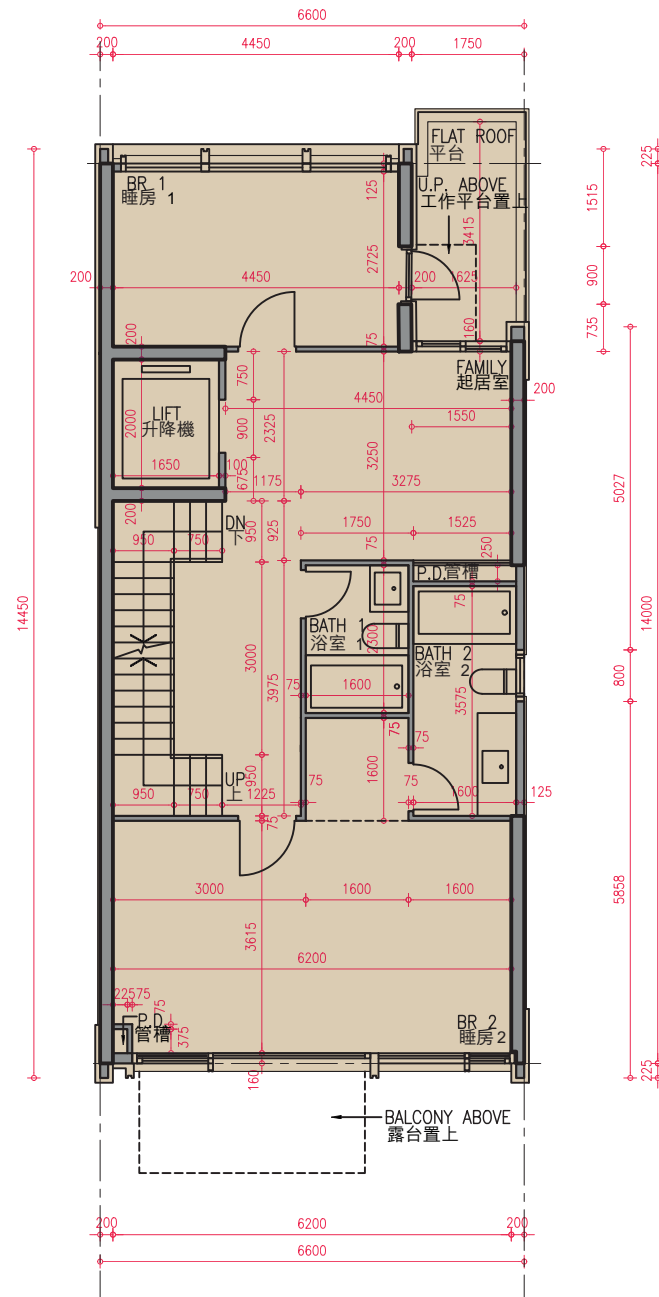 6600
200 4450 200 1750
FLAT ROOF
平台
BR 1
睡房 1
U.P. ABOVE
工作平台置上
125
3415
225
1515
2725
200 4450 200 1625
900
160
735
200
75
FAMILY
起居室
750
4450
200
1550
LIFT
升降機
2000
900
2325
3250
1650
100
675
1175
3275
5027
200
DN
下
950
750
950
925
1750
1525
75
250
P.D.管槽
75
BATH 1
浴室 1
2300
BATH 2
浴室 2
14450
14000
3000
3975
75
1600
3575
800
75
75
1600
UP
上
950
750
950
1225
75
75
1600
125
75
3000
1600
1600
3615
5858
6200
22575
75
P.D.
管槽
375
BR 2
睡房2
160
225
BALCONY ABOVE
露台置上
200 6200 200
6600